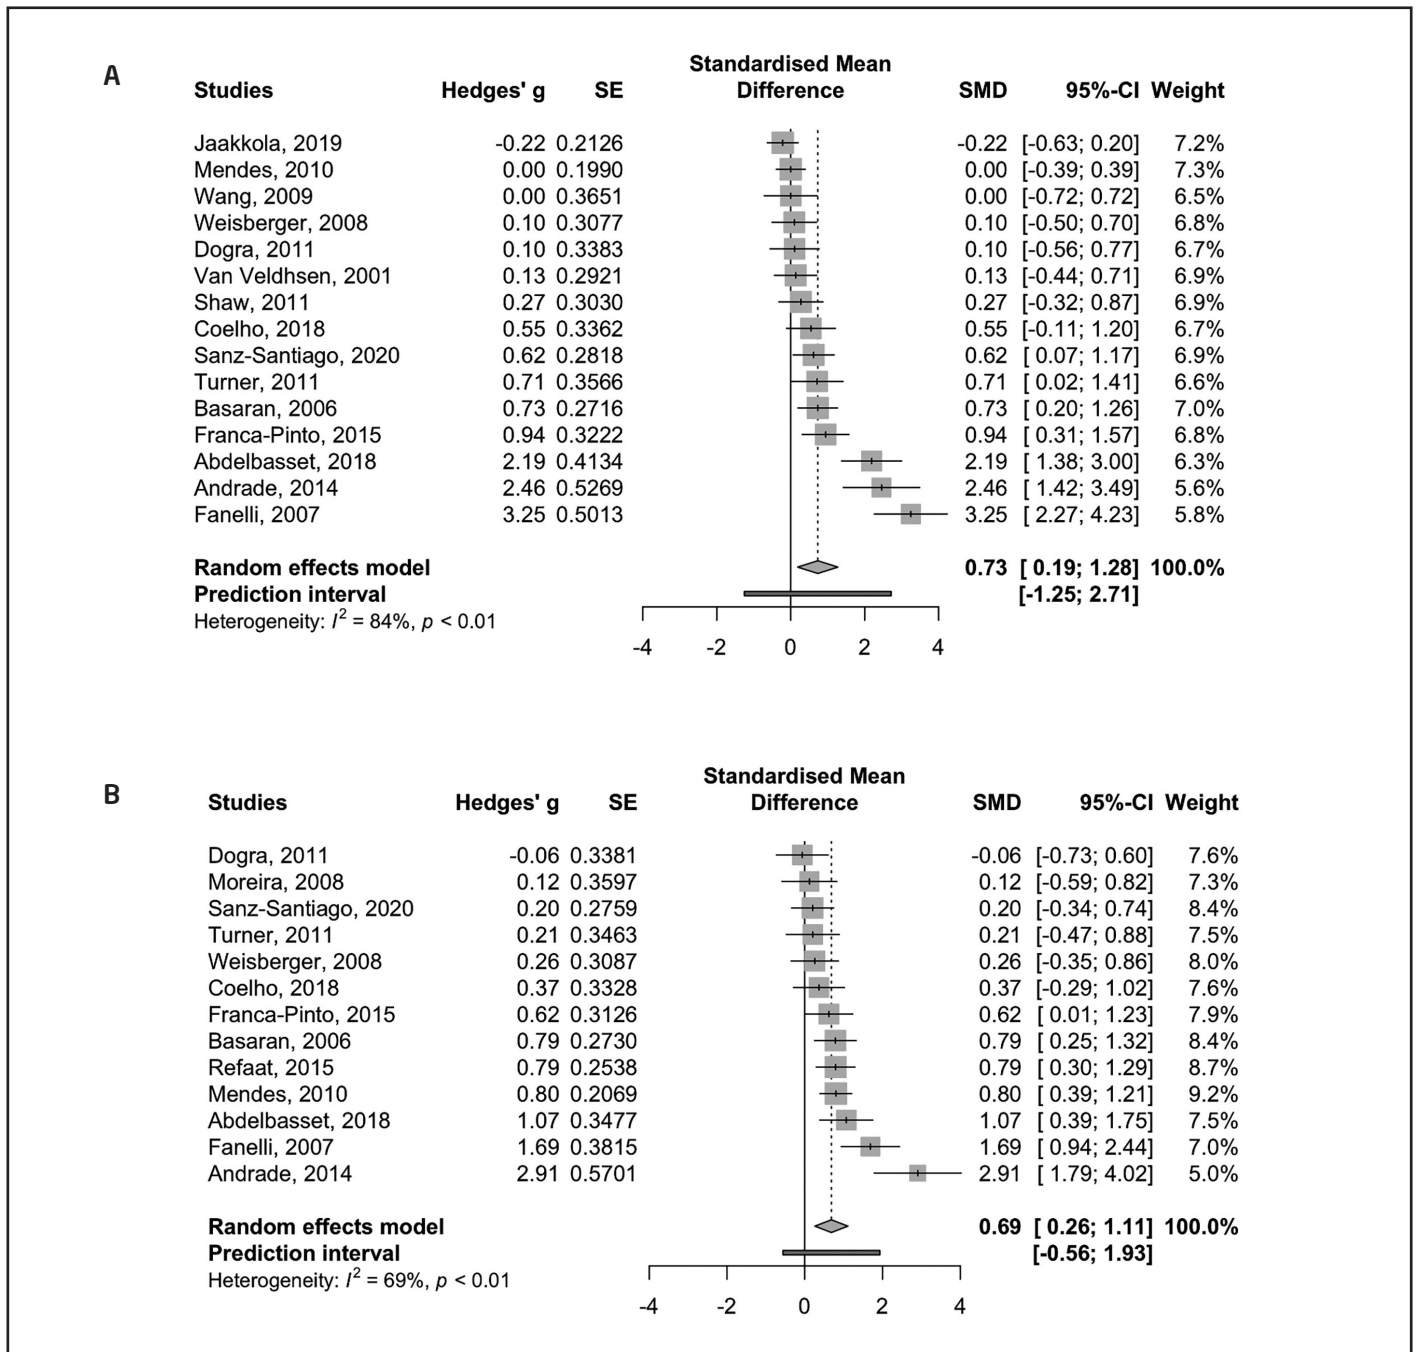 A
Standardised Mean
Studies Hedges' g SE Difference SMD 95%-CI Weight
Jaakkola, 2019 -0.22 0.2126 -0.22 [-0.63; 0.20] 7.2%
Mendes, 2010 0.00 0.1990 0.00 [-0.39; 0.39] 7.3%
Wang, 2009 0.00 0.3651 0.00 [-0.72; 0.72] 6.5%
Weisberger, 2008 0.10 0.3077 0.10 [-0.50; 0.70] 6.8%
Dogra, 2011 0.10 0.3383 0.10 [-0.56; 0.77] 6.7%
Van Veldhsen, 2001 0.13 0.2921 0.13 [-0.44; 0.71] 6.9%
Shaw, 2011 0.27 0.3030 0.27 [-0.32; 0.87] 6.9%
Coelho, 2018 0.55 0.3362 0.55 [-0.11; 1.20] 6.7%
Sanz-Santiago, 2020 0.62 0.2818 0.62 [ 0.07; 1.17] 6.9%
Turner, 2011 0.71 0.3566 0.71 [ 0.02; 1.41] 6.6%
Basaran, 2006 0.73 0.2716 0.73 [ 0.20; 1.26] 7.0%
Franca-Pinto, 2015 0.94 0.3222 0.94 [ 0.31; 1.57] 6.8%
Abdelbasset, 2018 2.19 0.4134 2.19 [ 1.38; 3.00] 6.3%
Andrade, 2014 2.46 0.5269 2.46 [ 1.42; 3.49] 5.6%
Fanelli, 2007 3.25 0.5013 3.25 [ 2.27; 4.23] 5.8%
Random effects model 0.73 [ 0.19; 1.28] 100.0%
Prediction interval [-1.25; 2.71]
Heterogeneity: I² = 84%, p < 0.01
-4 -2 0 2 4
B
Standardised Mean
Studies Hedges' g SE Difference SMD 95%-CI Weight
Dogra, 2011 -0.06 0.3381 -0.06 [-0.73; 0.60] 7.6%
Moreira, 2008 0.12 0.3597 0.12 [-0.59; 0.82] 7.3%
Sanz-Santiago, 2020 0.20 0.2759 0.20 [-0.34; 0.74] 8.4%
Turner, 2011 0.21 0.3463 0.21 [-0.47; 0.88] 7.5%
Weisberger, 2008 0.26 0.3087 0.26 [-0.35; 0.86] 8.0%
Coelho, 2018 0.37 0.3328 0.37 [-0.29; 1.02] 7.6%
Franca-Pinto, 2015 0.62 0.3126 0.62 [ 0.01; 1.23] 7.9%
Basaran, 2006 0.79 0.2730 0.79 [ 0.25; 1.32] 8.4%
Refaat, 2015 0.79 0.2538 0.79 [ 0.30; 1.29] 8.7%
Mendes, 2010 0.80 0.2069 0.80 [ 0.39; 1.21] 9.2%
Abdelbasset, 2018 1.07 0.3477 1.07 [ 0.39; 1.75] 7.5%
Fanelli, 2007 1.69 0.3815 1.69 [ 0.94; 2.44] 7.0%
Andrade, 2014 2.91 0.5701 2.91 [ 1.79; 4.02] 5.0%
Random effects model 0.69 [ 0.26; 1.11] 100.0%
Prediction interval [-0.56; 1.93]
Heterogeneity: I² = 69%, p < 0.01
-4 -2 0 2 4